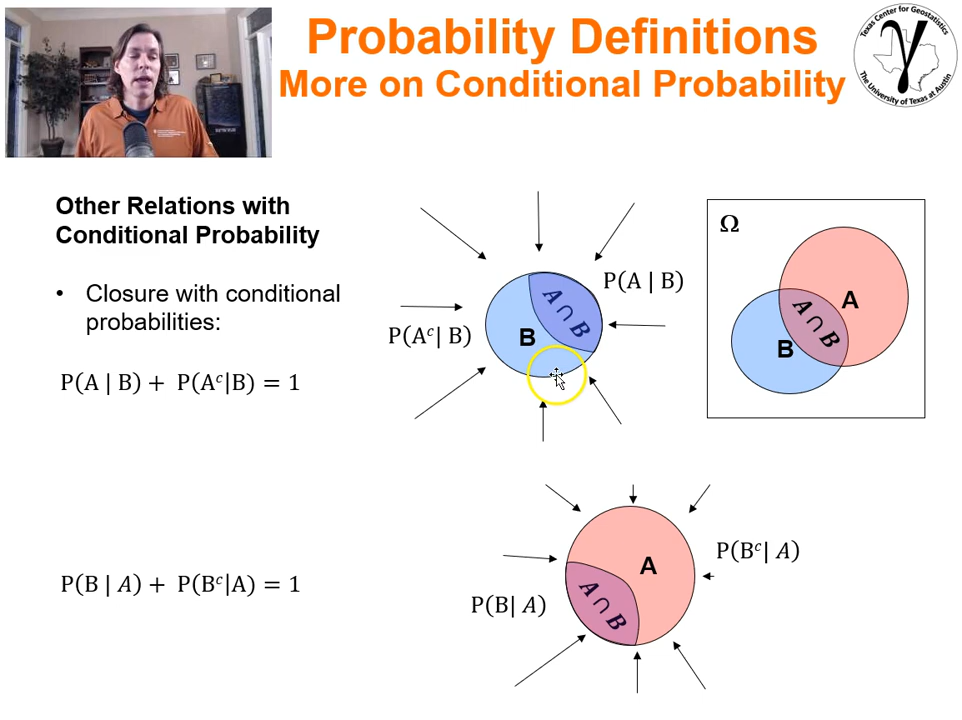 Probability Definitions
More on Conditional Probability
Texas Center for Geostatistics
The University of Texas at Austin
γ
Other Relations with
Conditional Probability
• Closure with conditional
probabilities:
P(A | B) + P(Aᶜ|B) = 1
P(A | B)
P(Aᶜ| B)
B
A ∩ B
Ω
A
B
A ∩ B
P(B | A) + P(Bᶜ|A) = 1
P(Bᶜ| A)
A
P(B| A)
A ∩ B